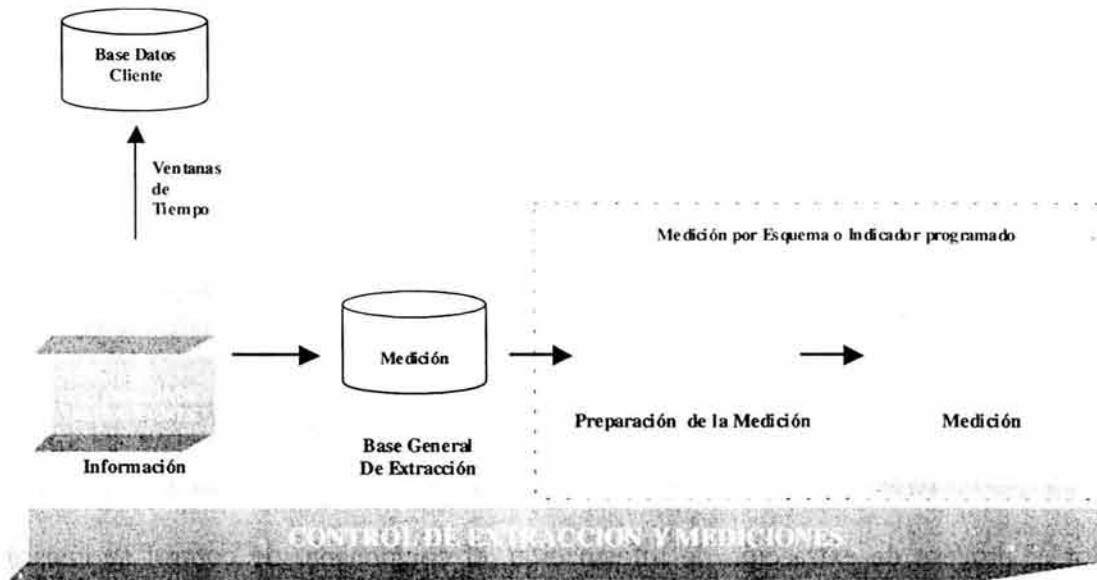 Base Datos
Cliente
Ventanas
de
Tiempo
Medición por Esquema o Indicador programado
Medición
Preparación de la Medición
Medición
Base General
De Extracción
Información
CONTROL DE EXTRACCION Y MEDICIONES